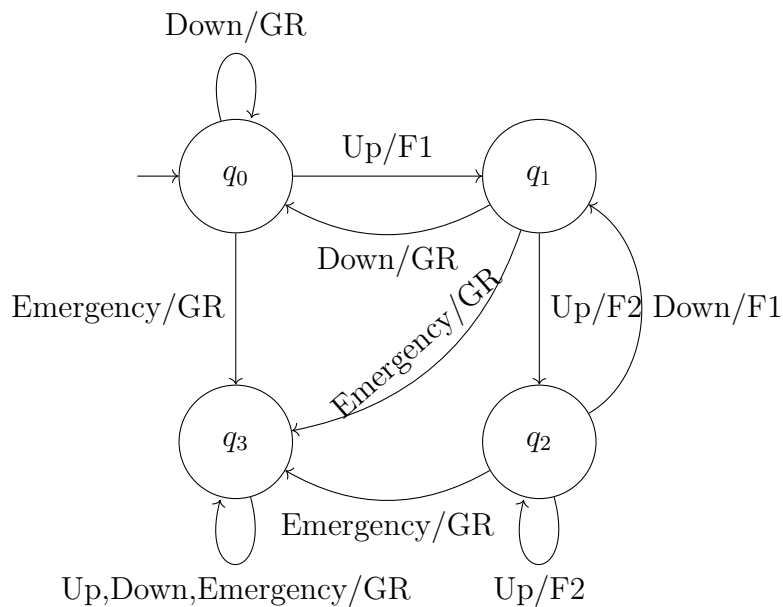 Down/GR
Up/F1
q0
q1
Down/GR
Emergency/GR
Emergency/GR
Up/F2
Down/F1
q3
q2
Emergency/GR
Up,Down,Emergency/GR
Up/F2